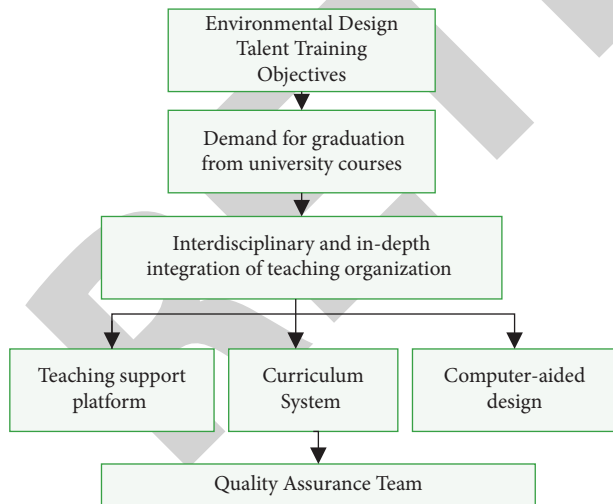 Environmental Design
Talent Training
Objectives
Demand for graduation
from university courses
Interdisciplinary and in-depth
integration of teaching organization
Teaching support
platform
Curriculum
System
Computer-aided
design
Quality Assurance Team